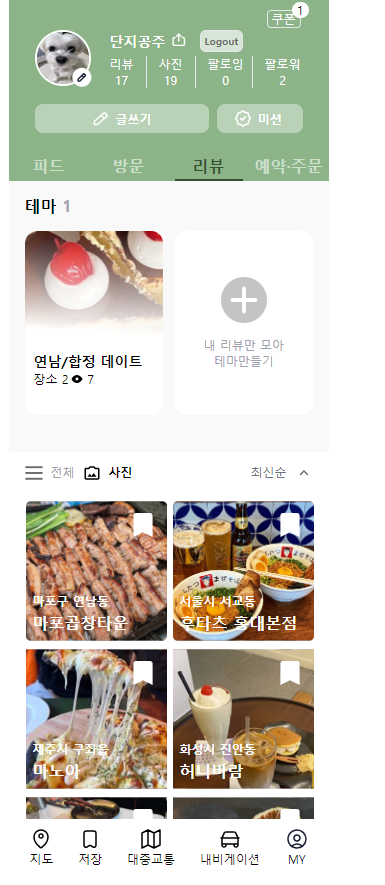 쿠폰 1
단지공주 Logout
리뷰 사진 팔로잉 팔로워
17 19 0 2
글쓰기 미션
피드 방문 리뷰 예약·주문
테마 1
연남/합정 데이트
장소 2 7
내 리뷰만 모아
테마만들기
전체 사진 최신순
마포구 연남동
마포곱창타운
서울시 서교동
후타츠 홍대본점
제주시 구좌읍
마노아
화성시 진안동
허니바람
지도 저장 대중교통 내비게이션 MY